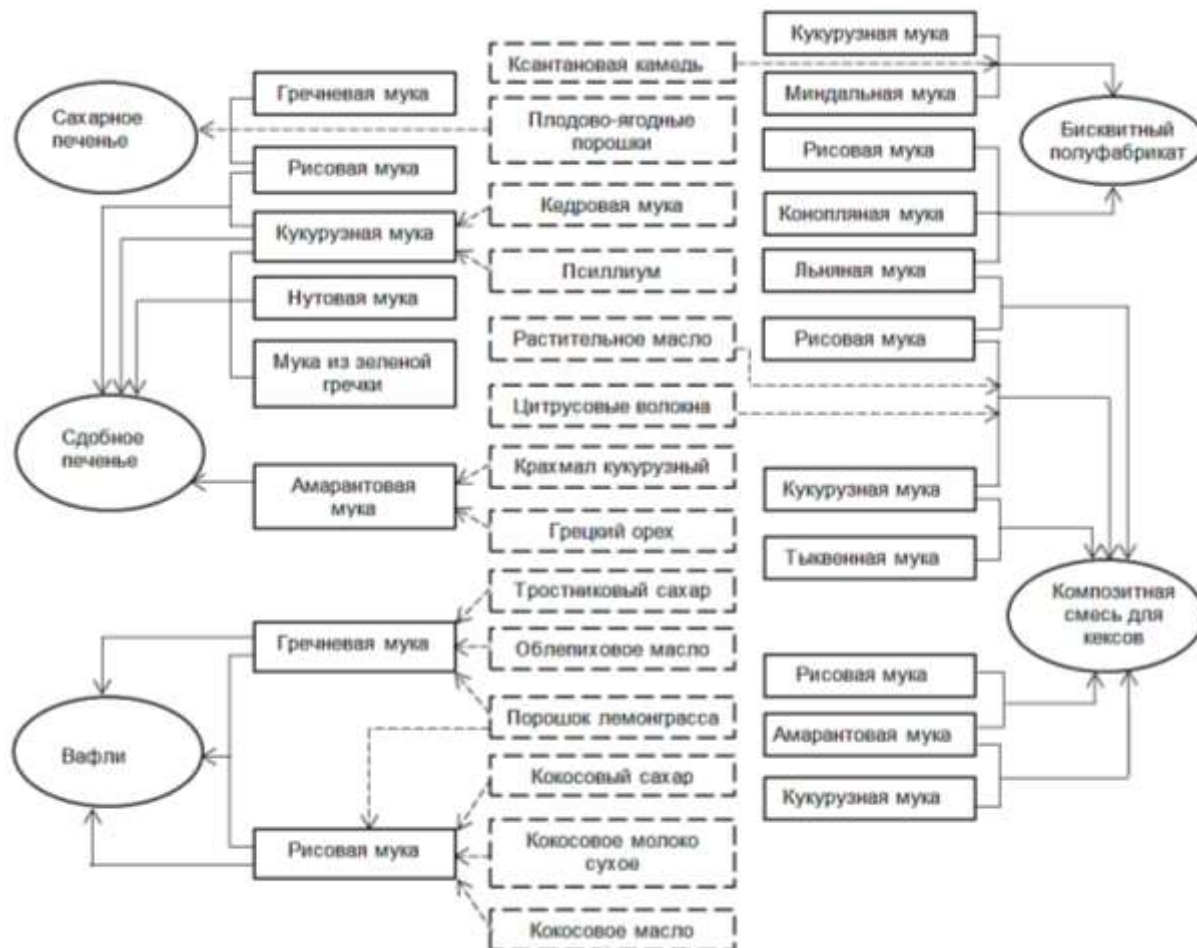 Сахарное
печенье
Сдобное
печенье
Вафли
Гречневая мука
Рисовая мука
Кукурузная мука
Нутовая мука
Мука из зеленой
гречки
Амарантовая
мука
Гречневая мука
Рисовая мука
Ксантановая камедь
Плодово-ягодные
порошки
Кедровая мука
Псиллиум
Растительное масло
Цитрусовые волокна
Крахмал кукурузный
Грецкий орех
Тростниковый сахар
Облепиховое масло
Порошок лемонграсса
Кокосовый сахар
Кокосовое молоко
сухое
Кокосовое масло
Кукурузная мука
Миндальная мука
Рисовая мука
Конопляная мука
Льняная мука
Рисовая мука
Кукурузная мука
Тыквенная мука
Рисовая мука
Амарантовая мука
Кукурузная мука
Бисквитный
полуфабрикат
Композитная
смесь для
кексов